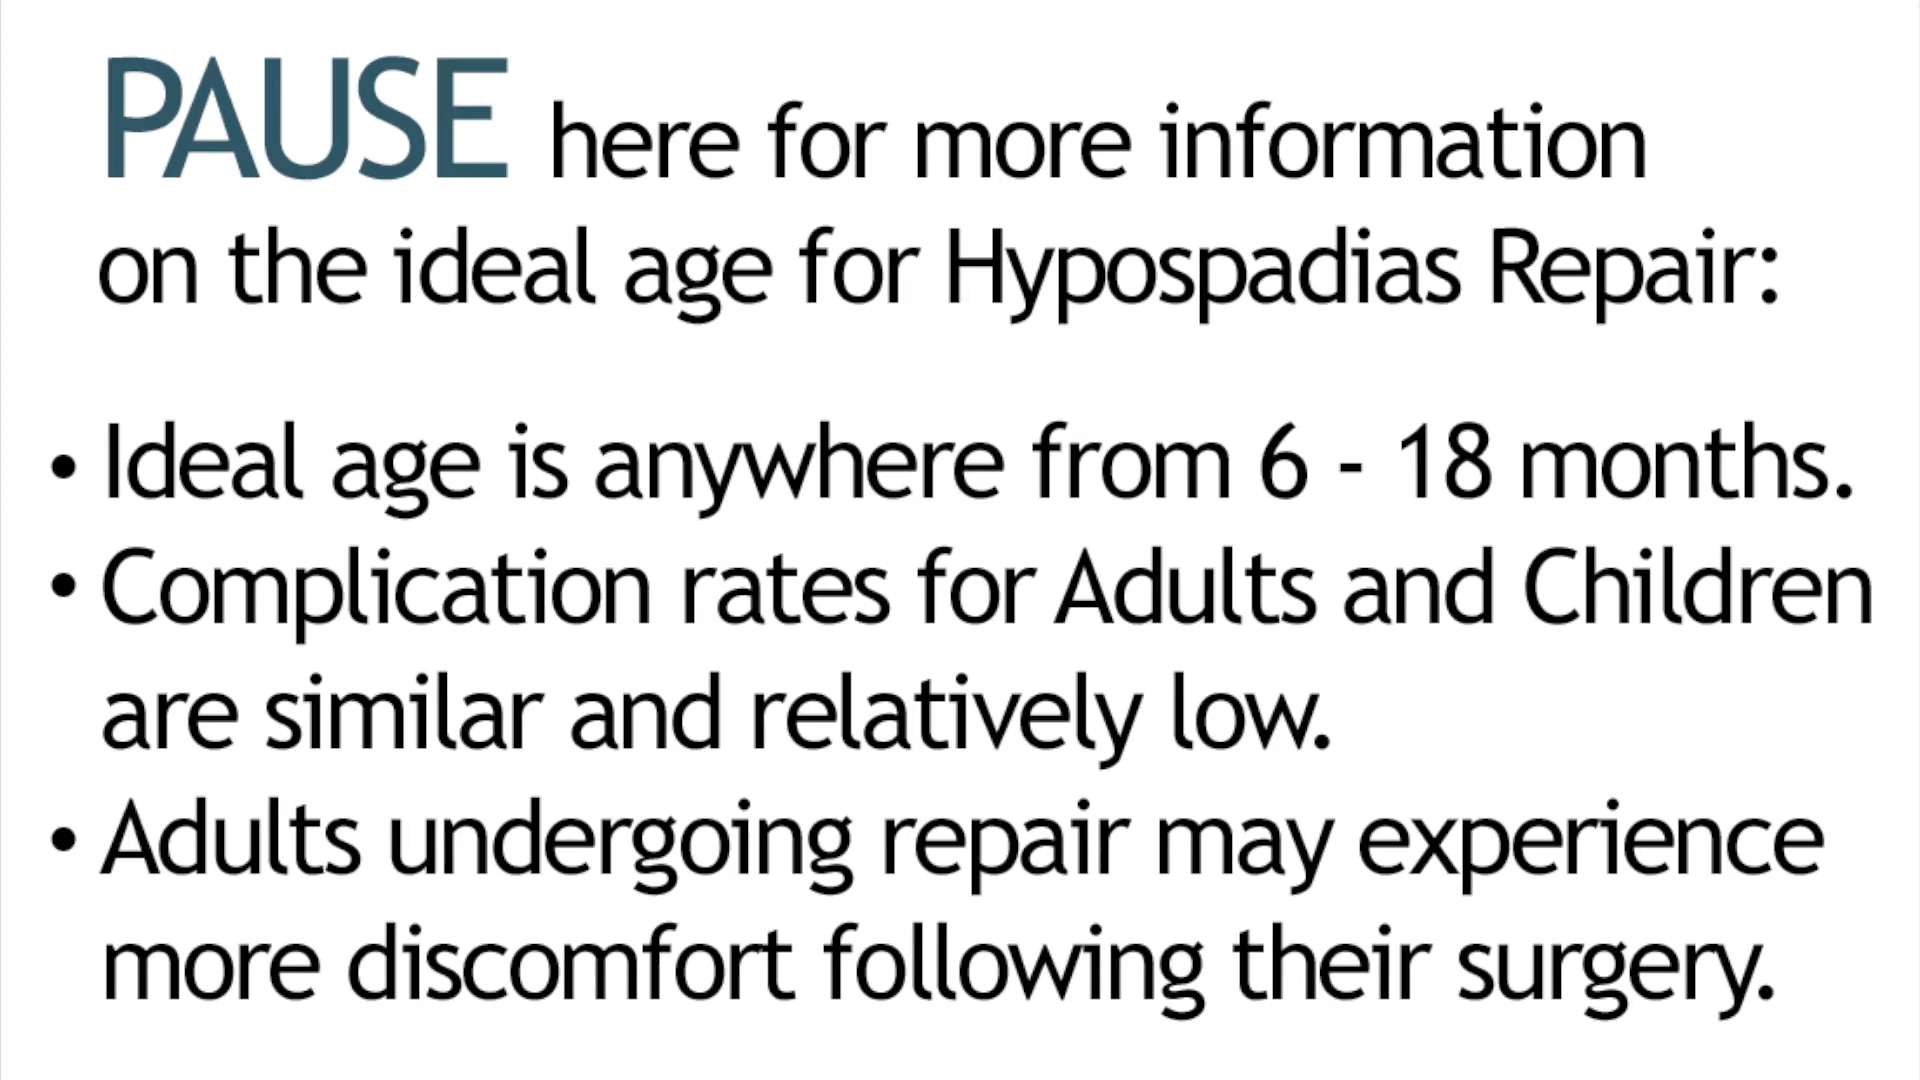 PAUSE here for more information
on the ideal age for Hypospadias Repair:
• Ideal age is anywhere from 6 - 18 months.
• Complication rates for Adults and Children
are similar and relatively low.
• Adults undergoing repair may experience
more discomfort following their surgery.